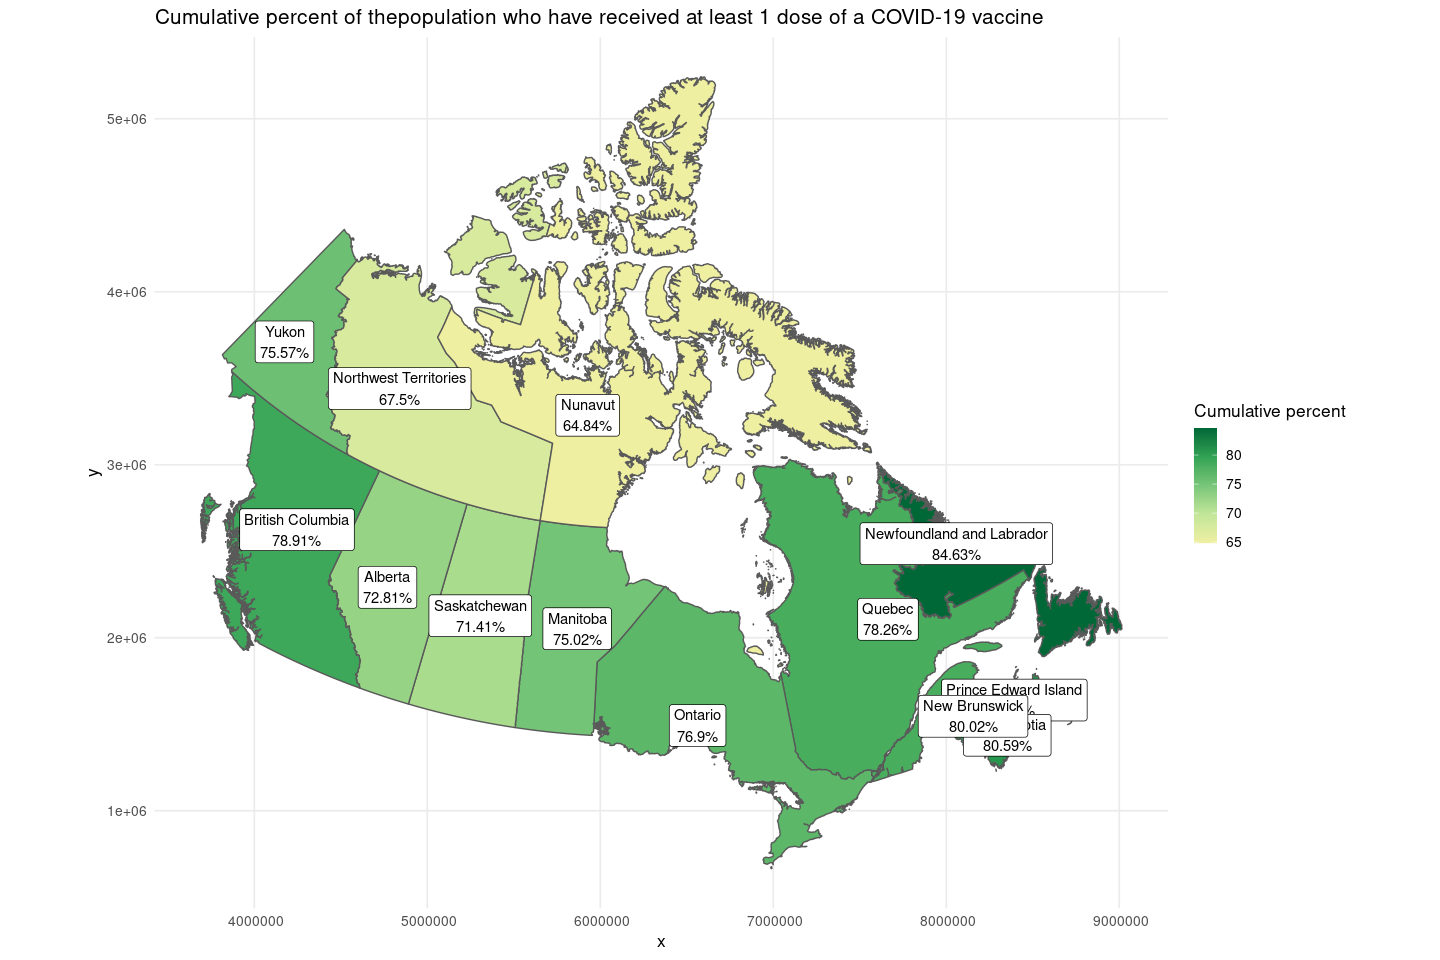 Cumulative percent of thepopulation who have received at least 1 dose of a COVID-19 vaccine
5e+06
4e+06
3e+06
2e+06
1e+06
y
Yukon
75.57%
Northwest Territories
67.5%
Nunavut
64.84%
British Columbia
78.91%
Alberta
72.81%
Saskatchewan
71.41%
Manitoba
75.02%
Ontario
76.9%
Newfoundland and Labrador
84.63%
Quebec
78.26%
Prince Edward Island
New Brunswick
80.02%
80.59%
Cumulative percent
80
75
70
65
4000000
5000000
6000000
7000000
8000000
9000000
x